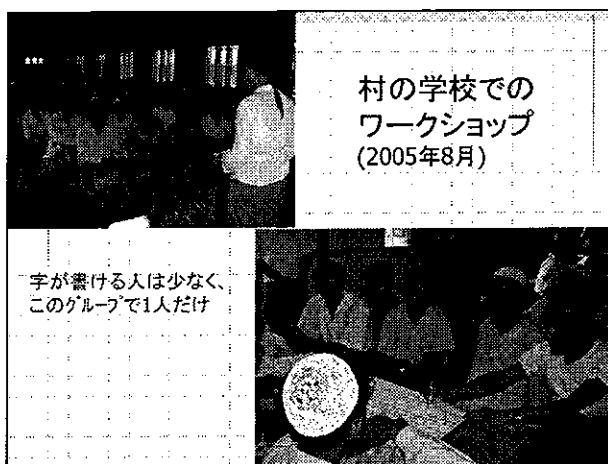 村の学校での
ワークショップ
(2005年8月)
字が書ける人は少なく、
このグループで1人だけ